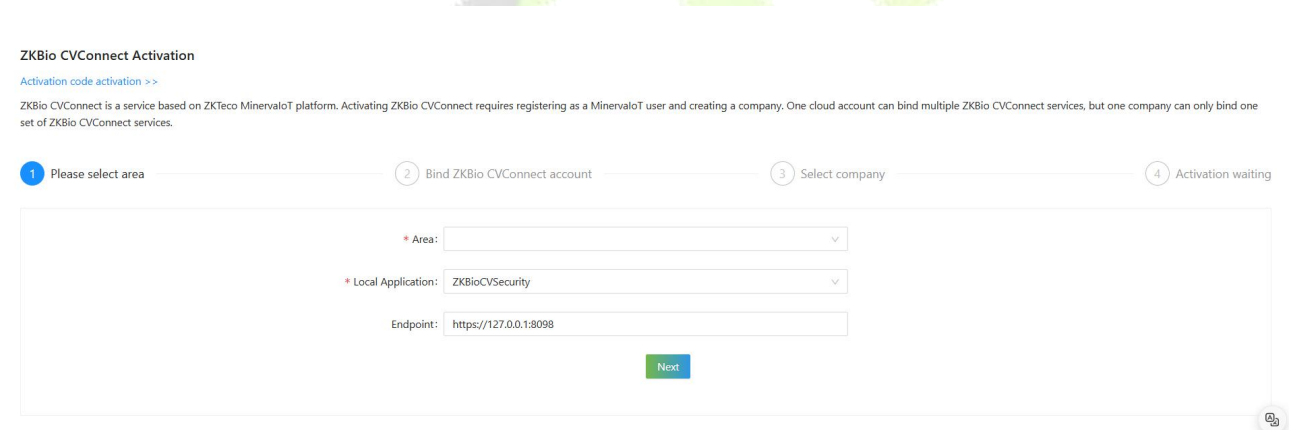 ZKBio CVConnect Activation
Activation code activation >>
ZKBio CVConnect is a service based on ZKTeco MinervaIoT platform. Activating ZKBio CVConnect requires registering as a MinervaIoT user and creating a company. One cloud account can bind multiple ZKBio CVConnect services, but one company can only bind one
set of ZKBio CVConnect services.
1 Please select area 2 Bind ZKBio CVConnect account 3 Select company 4 Activation waiting
* Area:
* Local Application: ZKBioCVSecurity
Endpoint: https://127.0.0.1:8098
Next